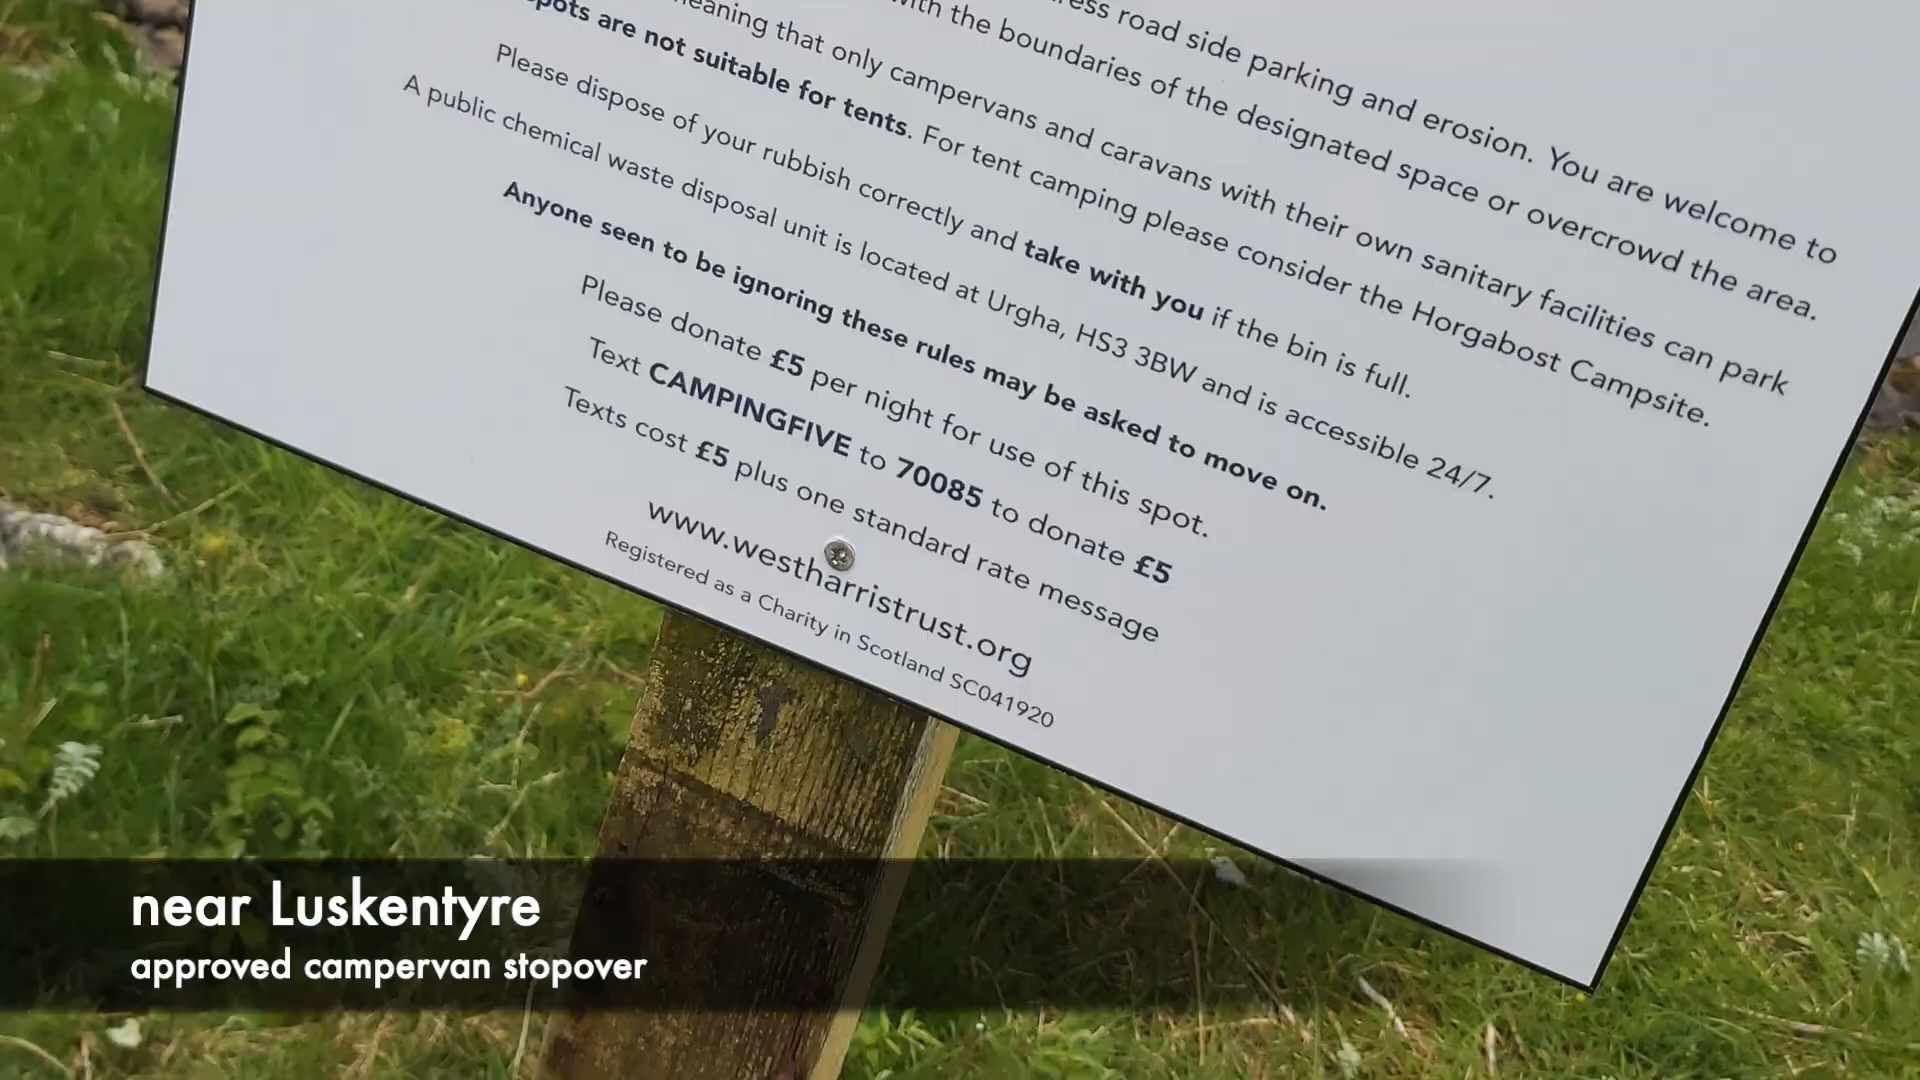 road side parking and erosion. You are welcome to
with the boundaries of the designated space or overcrowd the area.
meaning that only campervans and caravans with their own sanitary facilities can park
spots are not suitable for tents. For tent camping please consider the Horgabost Campsite.
Please dispose of your rubbish correctly and take with you if the bin is full.
A public chemical waste disposal unit is located at Urgha, HS3 3BW and is accessible 24/7.
Anyone seen to be ignoring these rules may be asked to move on.
Please donate £5 per night for use of this spot.
Text CAMPINGFIVE to 70085 to donate £5
Texts cost £5 plus one standard rate message
www.westharristrust.org
Registered as a Charity in Scotland SC041920
near Luskentyre
approved campervan stopover